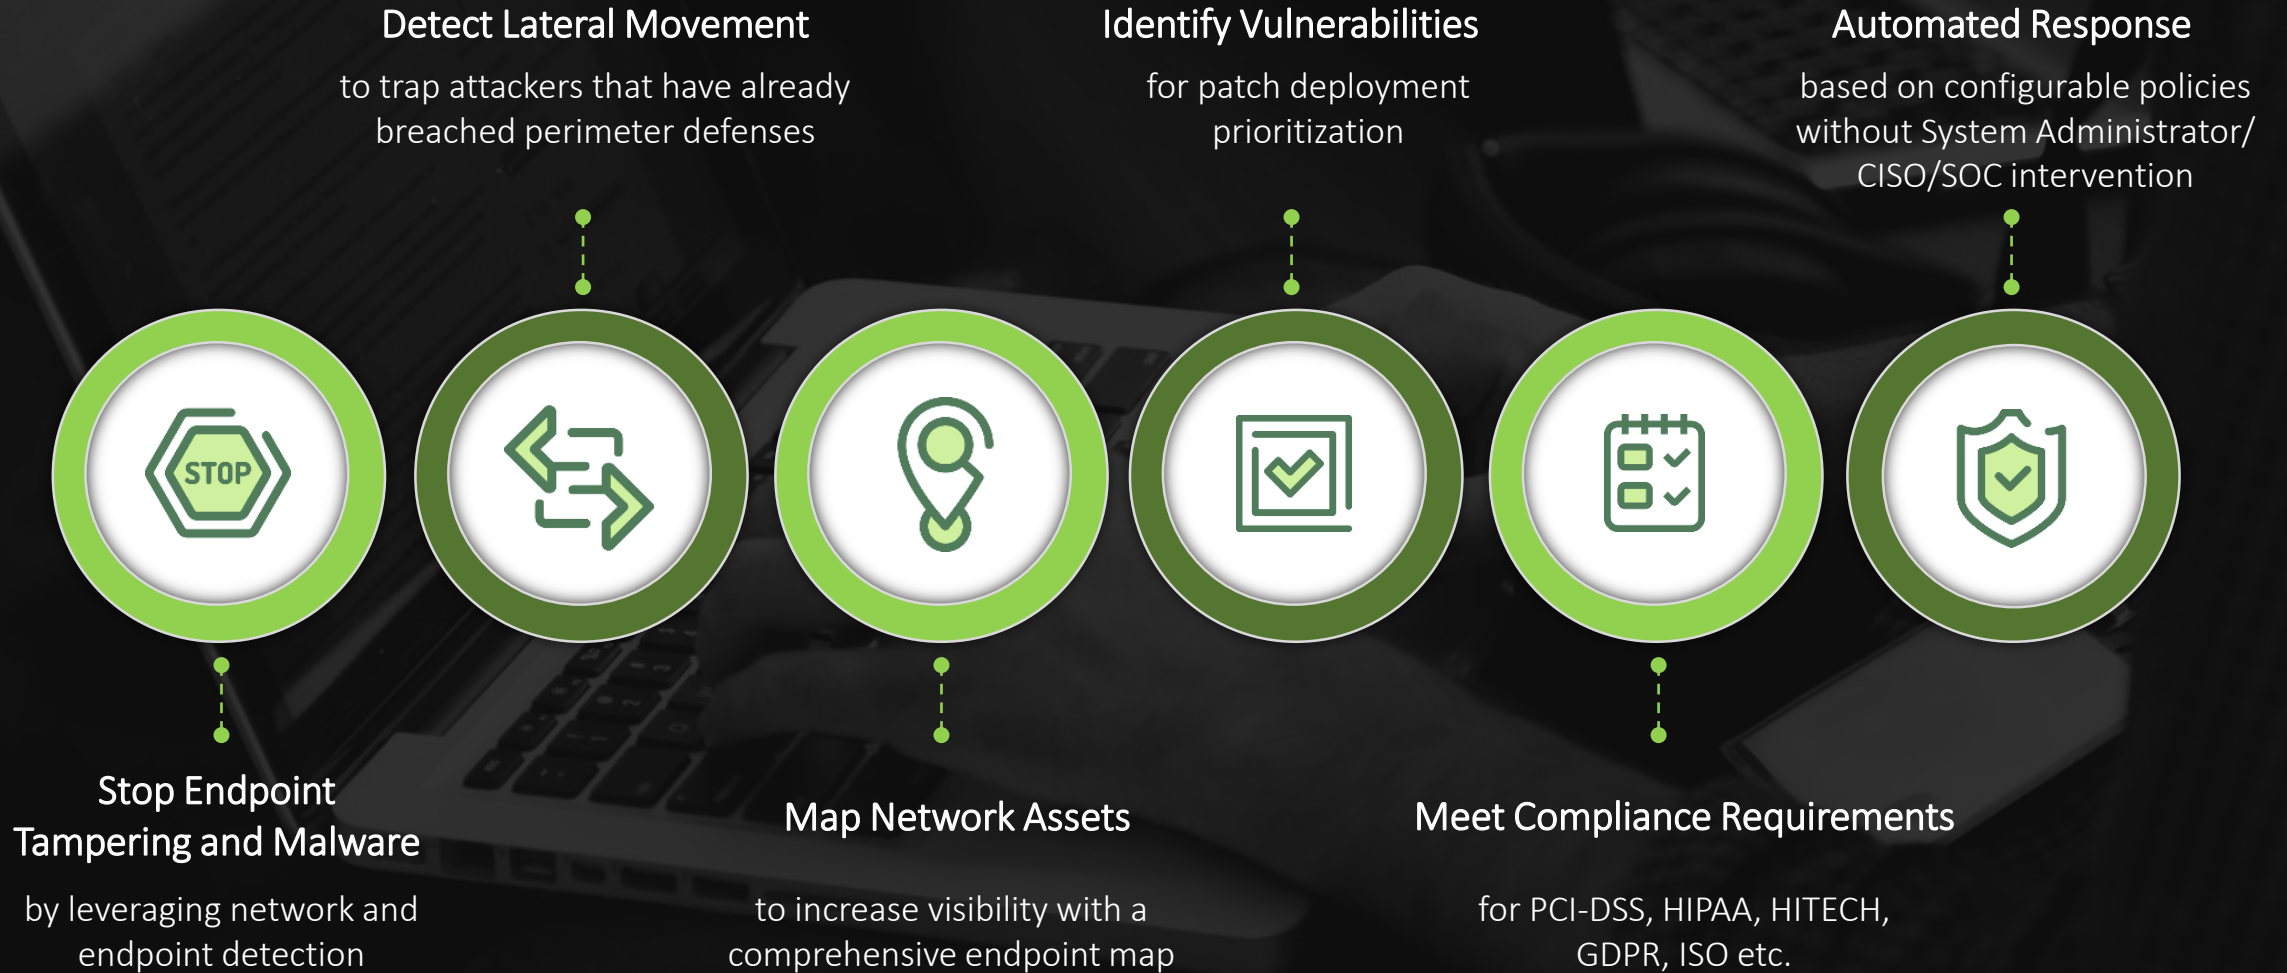 Detect Lateral Movement
to trap attackers that have already
breached perimeter defenses
Identify Vulnerabilities
for patch deployment
prioritization
Automated Response
based on configurable policies
without System Administrator/
CISO/SOC intervention
STOP
Stop Endpoint
Tampering and Malware
by leveraging network and
endpoint detection
Map Network Assets
to increase visibility with a
comprehensive endpoint map
Meet Compliance Requirements
for PCI-DSS, HIPAA, HITECH,
GDPR, ISO etc.